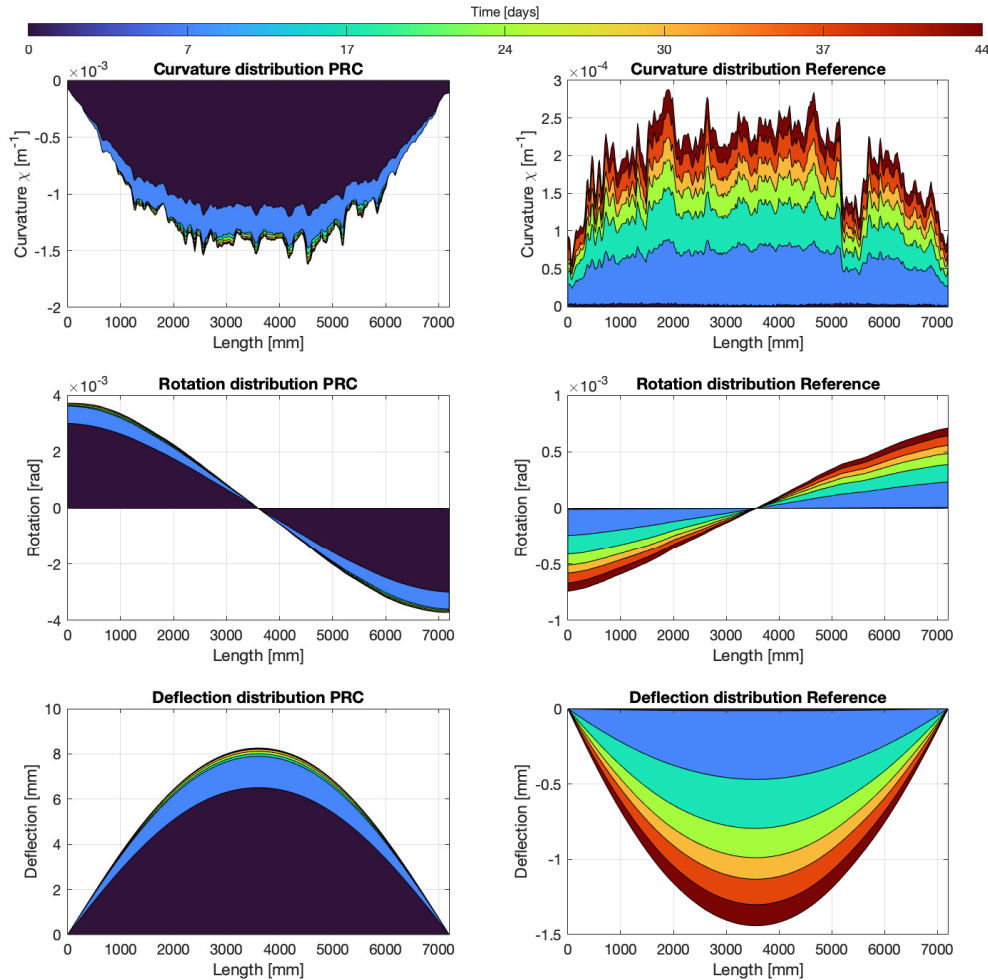 Time [days]
0 7 17 24 30 37 44
Curvature distribution PRC
×10-3
Curvature χ [m-1]
0
-0.5
-1
-1.5
-2
0 1000 2000 3000 4000 5000 6000 7000
Length [mm]
Curvature distribution Reference
×10-4
Curvature χ [m-1]
3
2.5
2
1.5
1
0.5
0
0 1000 2000 3000 4000 5000 6000 7000
Length [mm]
Rotation distribution PRC
×10-3
Rotation [rad]
4
2
0
-2
-4
0 1000 2000 3000 4000 5000 6000 7000
Length [mm]
Rotation distribution Reference
×10-3
Rotation [rad]
1
0.5
0
-0.5
-1
0 1000 2000 3000 4000 5000 6000 7000
Length [mm]
Deflection distribution PRC
Deflection [mm]
10
8
6
4
2
0
0 1000 2000 3000 4000 5000 6000 7000
Length [mm]
Deflection distribution Reference
Deflection [mm]
0
-0.5
-1
-1.5
0 1000 2000 3000 4000 5000 6000 7000
Length [mm]